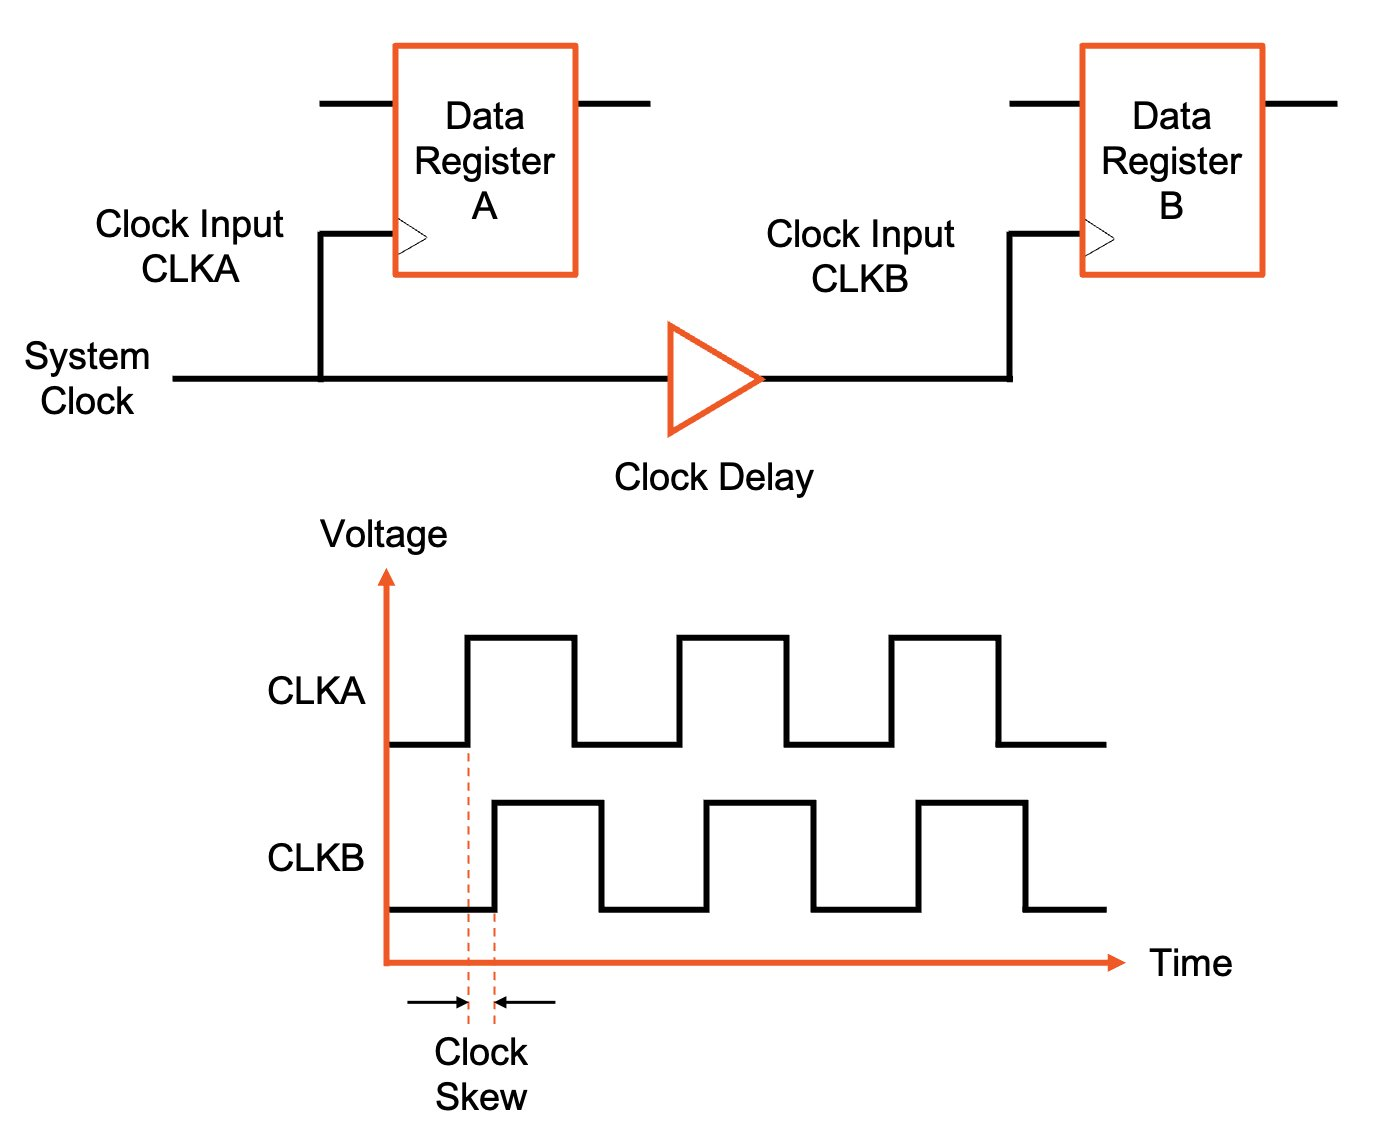 Data
Register
A
Data
Register
B
Clock Input
CLKA
Clock Input
CLKB
System
Clock
Clock Delay
Voltage
CLKA
CLKB
Time
Clock
Skew